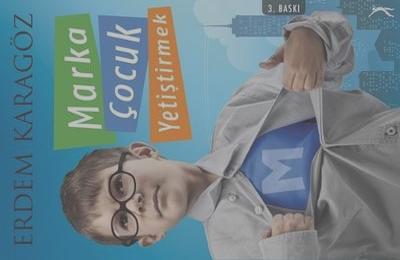 3. BASKI
Marka
Çocuk
Yetiştirmek
M
ERDEM KARAGÖZ